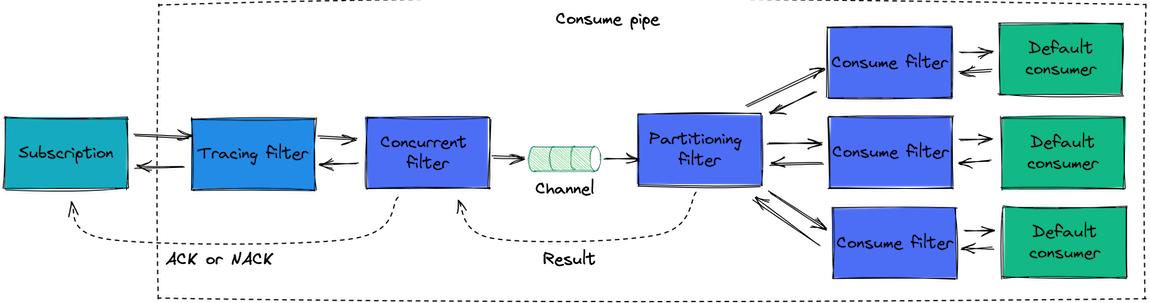 Consume pipe
Subscription
Tracing filter
Concurrent
filter
Channel
Partitioning
filter
Consume filter
Default
consumer
Consume filter
Default
consumer
Consume filter
Default
consumer
ACK or NACK
Result